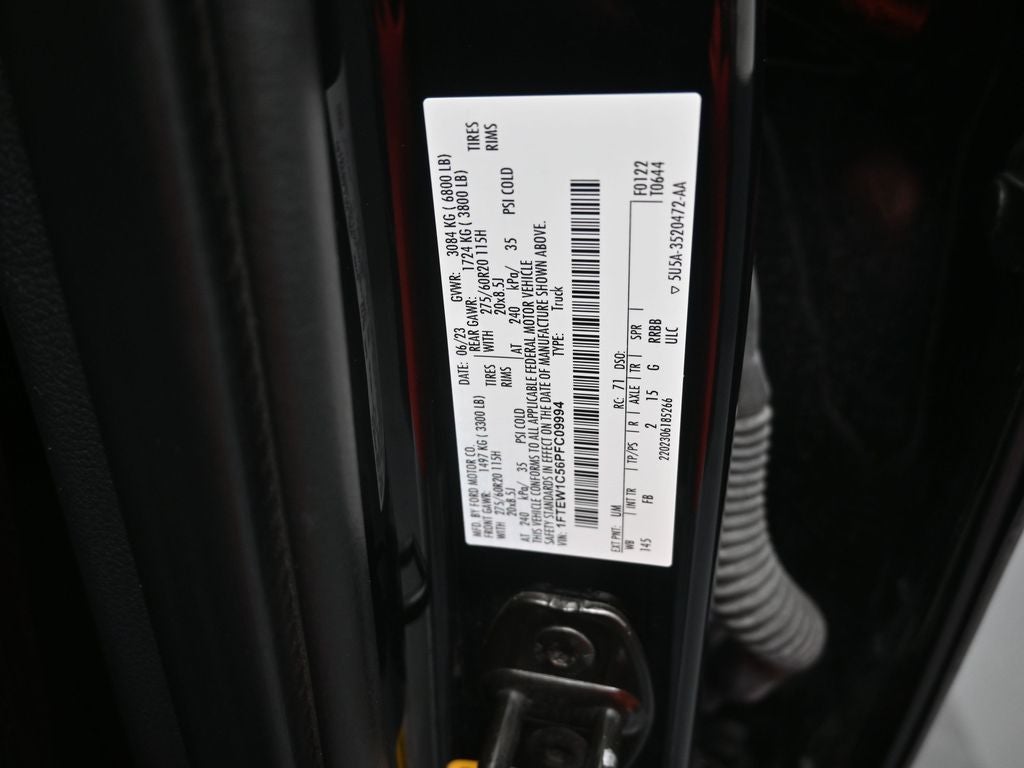 MFD. BY FORD MOTOR CO. DATE: 06/23 GVWR: 3084 KG ( 6800 LB)
FRONT GAWR: 1497 KG ( 3300 LB) REAR GAWR: 1724 KG ( 3800 LB)
WITH 275/60R20 115H TIRES WITH 275/60R20 115H TIRES
20x8.5J RIMS 20x8.5J RIMS
AT 240 kPa/ 35 PSI COLD AT 240 kPa/ 35 PSI COLD
THIS VEHICLE CONFORMS TO ALL APPLICABLE FEDERAL MOTOR VEHICLE
SAFETY STANDARDS IN EFFECT ON THE DATE OF MANUFACTURE SHOWN ABOVE.
VIN: 1FTEW1C56PFC09994 TYPE: Truck
EXT PNT: UM RC: 71 DSO: F0122
WB INT TR TP/PS R AXLE TR SPR T0644
145 FB 2 15 G RRBB
ULC
2202306185266 ▽ 5U5A-3520472-AA